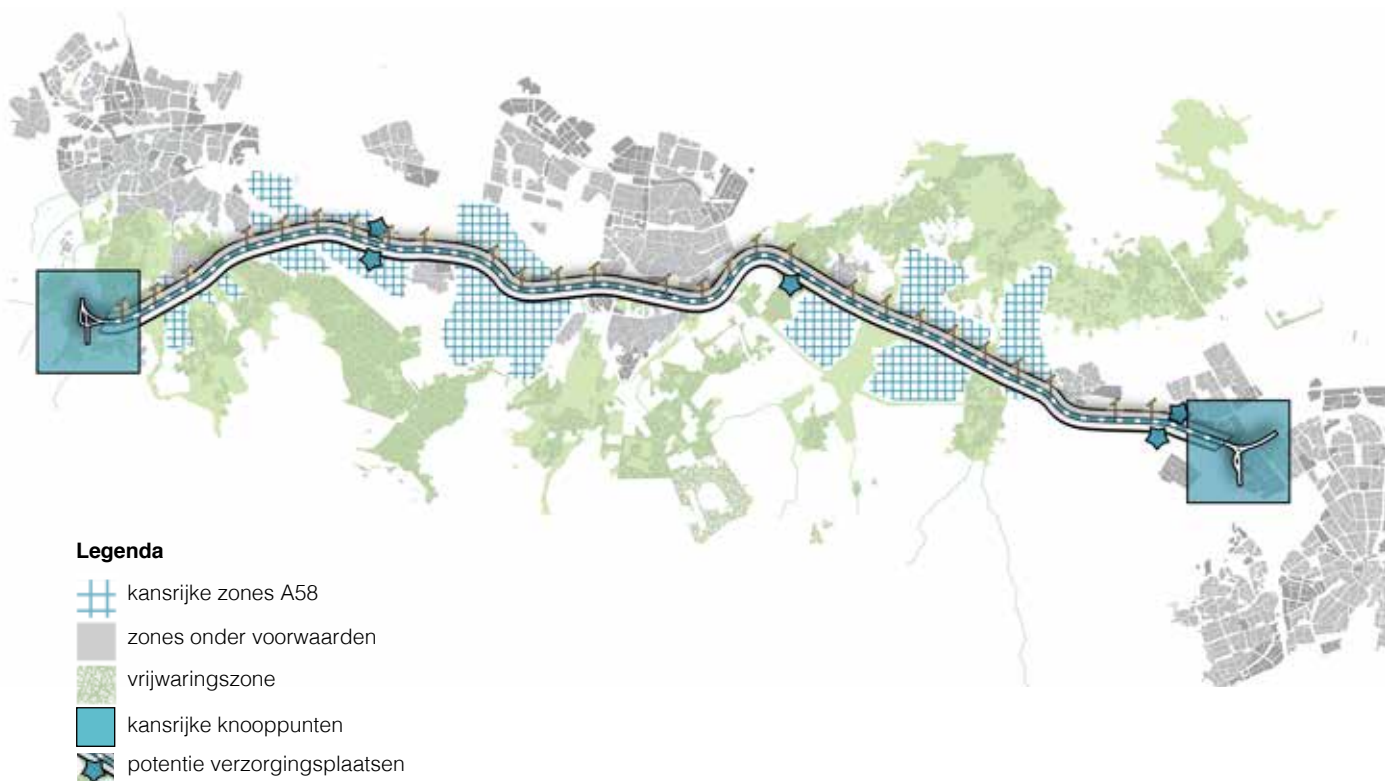 Legenda
kansrijke zones A58
zones onder voorwaarden
vrijwaringszone
kansrijke knooppunten
potentie verzorgingsplaatsen